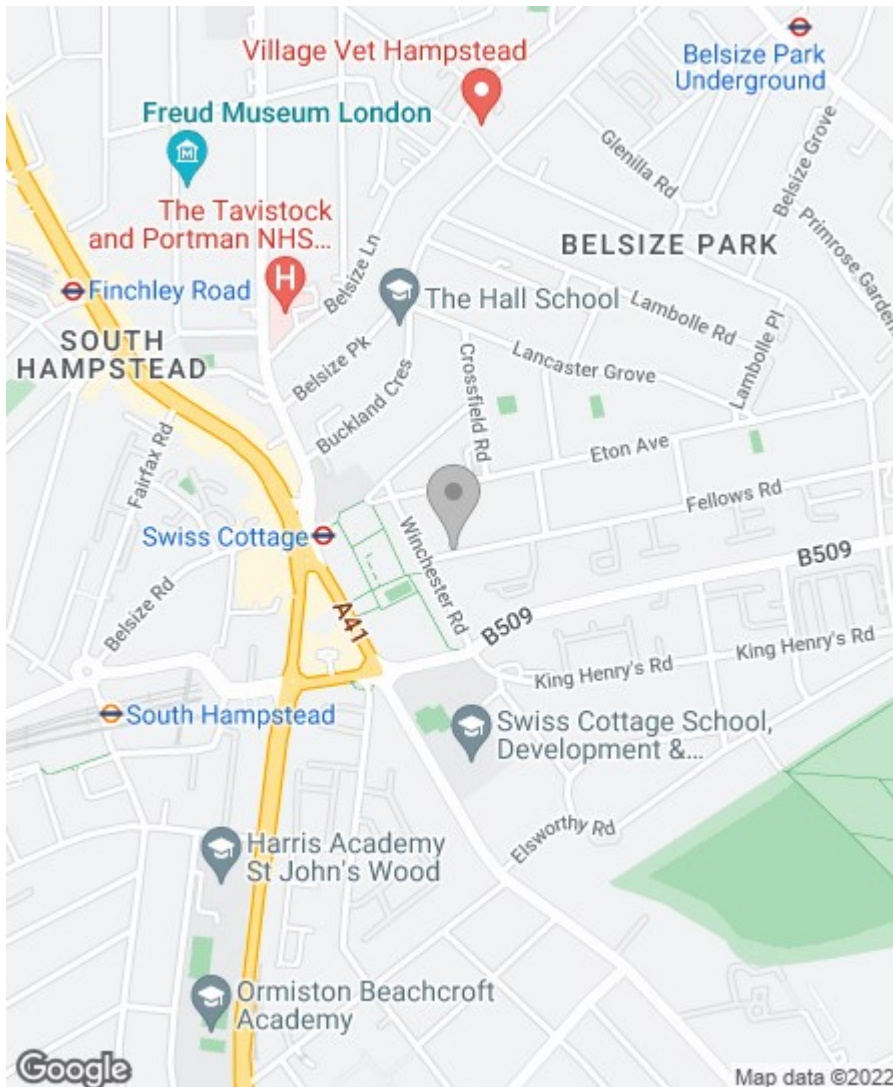 Village Vet Hampstead
Belsize Park
Underground
Freud Museum London
Glenilla Rd
Belsize Grove
The Tavistock
and Portman NHS...
Primrose Gardens
BELSIZE PARK
Belsize Ln
Finchley Road
The Hall School
Lambolle Rd
Lambolle Pl
SOUTH
HAMPSTEAD
Belsize Pk
Crossfield Rd
Lancaster Grove
Buckland Cres
Fairfax Rd
Eton Ave
Fellows Rd
Swiss Cottage
Winchester Rd
B509
Belsize Rd
A41
B509
King Henry's Rd
King Henry's Rd
South Hampstead
Swiss Cottage School,
Development &...
Elsworthy Rd
Harris Academy
St John's Wood
Ormiston Beachcroft
Academy
Google
Map data ©2022